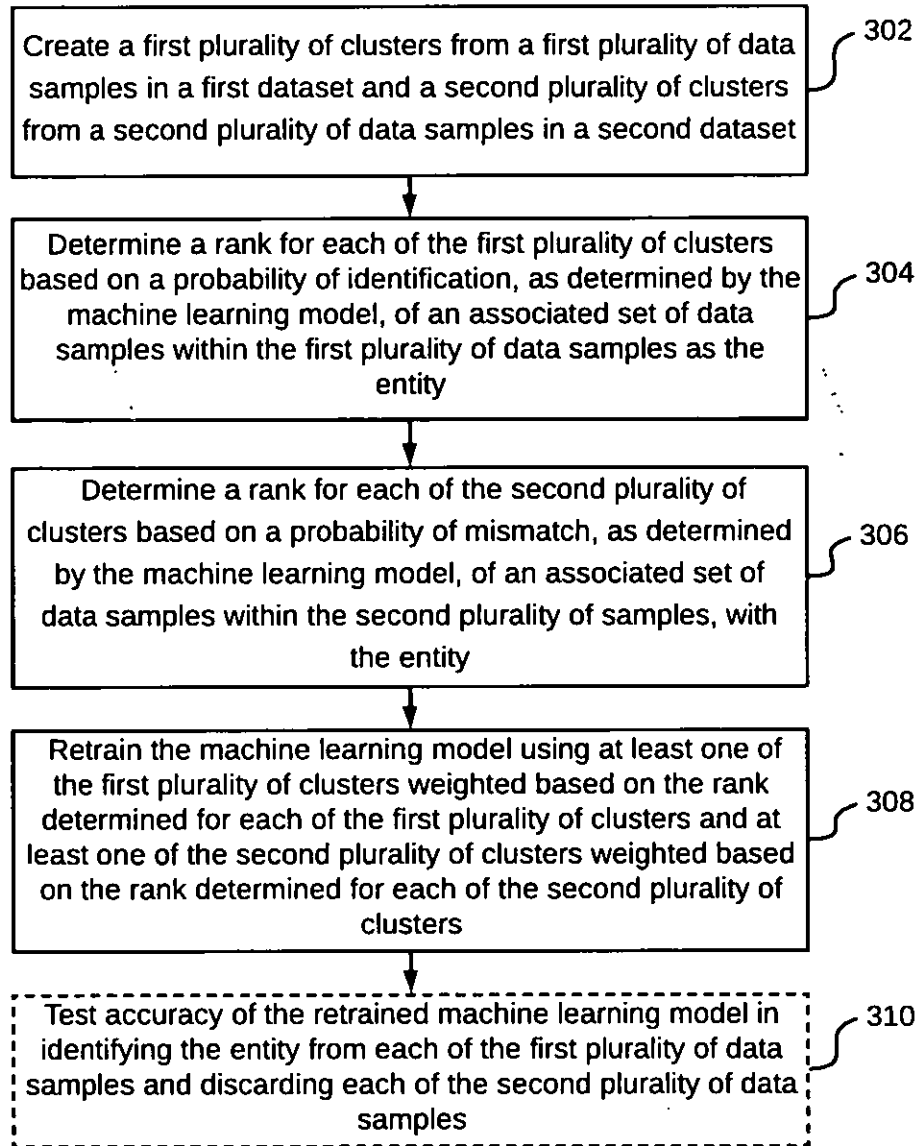 Create a first plurality of clusters from a first plurality of data
samples in a first dataset and a second plurality of clusters
from a second plurality of data samples in a second dataset
302
Determine a rank for each of the first plurality of clusters
based on a probability of identification, as determined by the
machine learning model, of an associated set of data
samples within the first plurality of data samples as the
entity
304
Determine a rank for each of the second plurality of
clusters based on a probability of mismatch, as determined
by the machine learning model, of an associated set of
data samples within the second plurality of samples, with
the entity
306
Retrain the machine learning model using at least one of
the first plurality of clusters weighted based on the rank
determined for each of the first plurality of clusters and at
least one of the second plurality of clusters weighted based
on the rank determined for each of the second plurality of
clusters
308
Test accuracy of the retrained machine learning model in
identifying the entity from each of the first plurality of data
samples and discarding each of the second plurality of data
samples
310